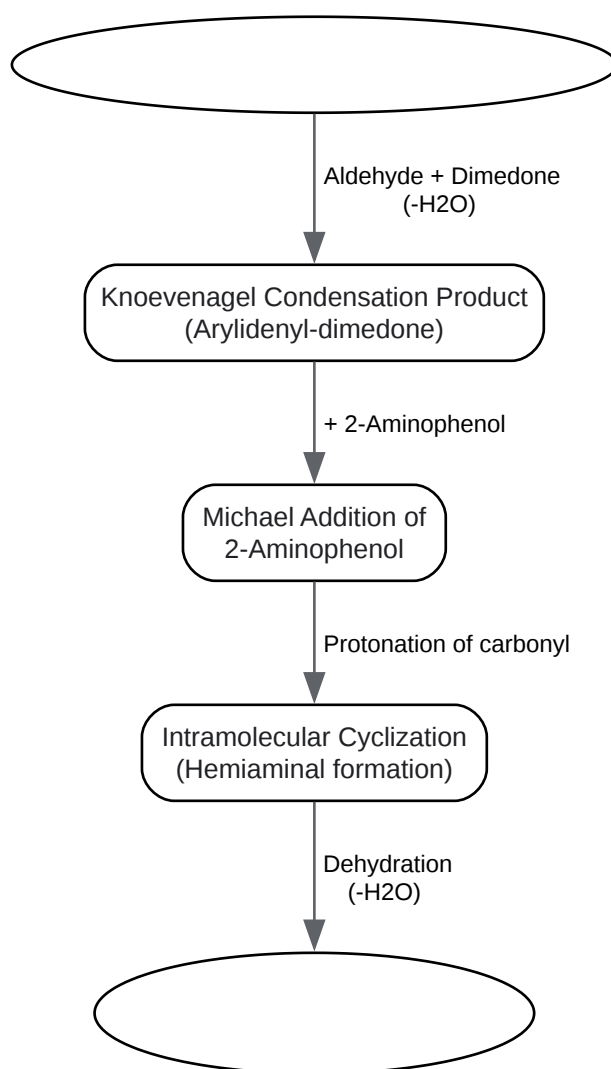 Aldehyde + Dimedone
(-H2O)
Knoevenagel Condensation Product
(Arylidenyl-dimedone)
+ 2-Aminophenol
Michael Addition of
2-Aminophenol
Protonation of carbonyl
Intramolecular Cyclization
(Hemiaminal formation)
Dehydration
(-H2O)